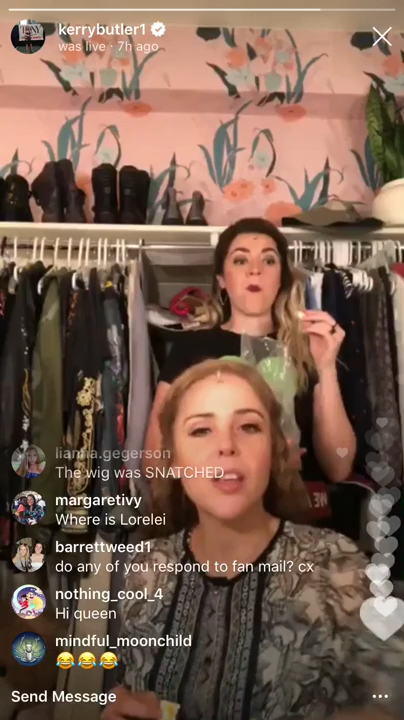 kerrybutler1
was live · 7h ago
lianna.gegerson
The wig was SNATCHED
margaretivy
Where is Lorelei
barrettweed1
do any of you respond to fan mail? cx
nothing_cool_4
Hi queen
mindful_moonchild
😂😂😂
Send Message